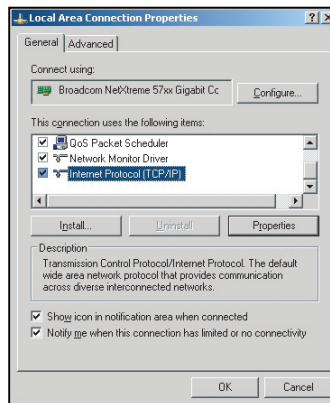 Local Area Connection Properties
General Advanced
Connect using:
Broadcom NetXtreme 57xx Gigabit Cc
Configure...
This connection uses the following items:
QoS Packet Scheduler
Network Monitor Driver
Internet Protocol (TCP/IP)
Install... Uninstall Properties
Description
Transmission Control Protocol/Internet Protocol. The default
wide area network protocol that provides communication
across diverse interconnected networks.
Show icon in notification area when connected
Notify me when this connection has limited or no connectivity
OK Cancel